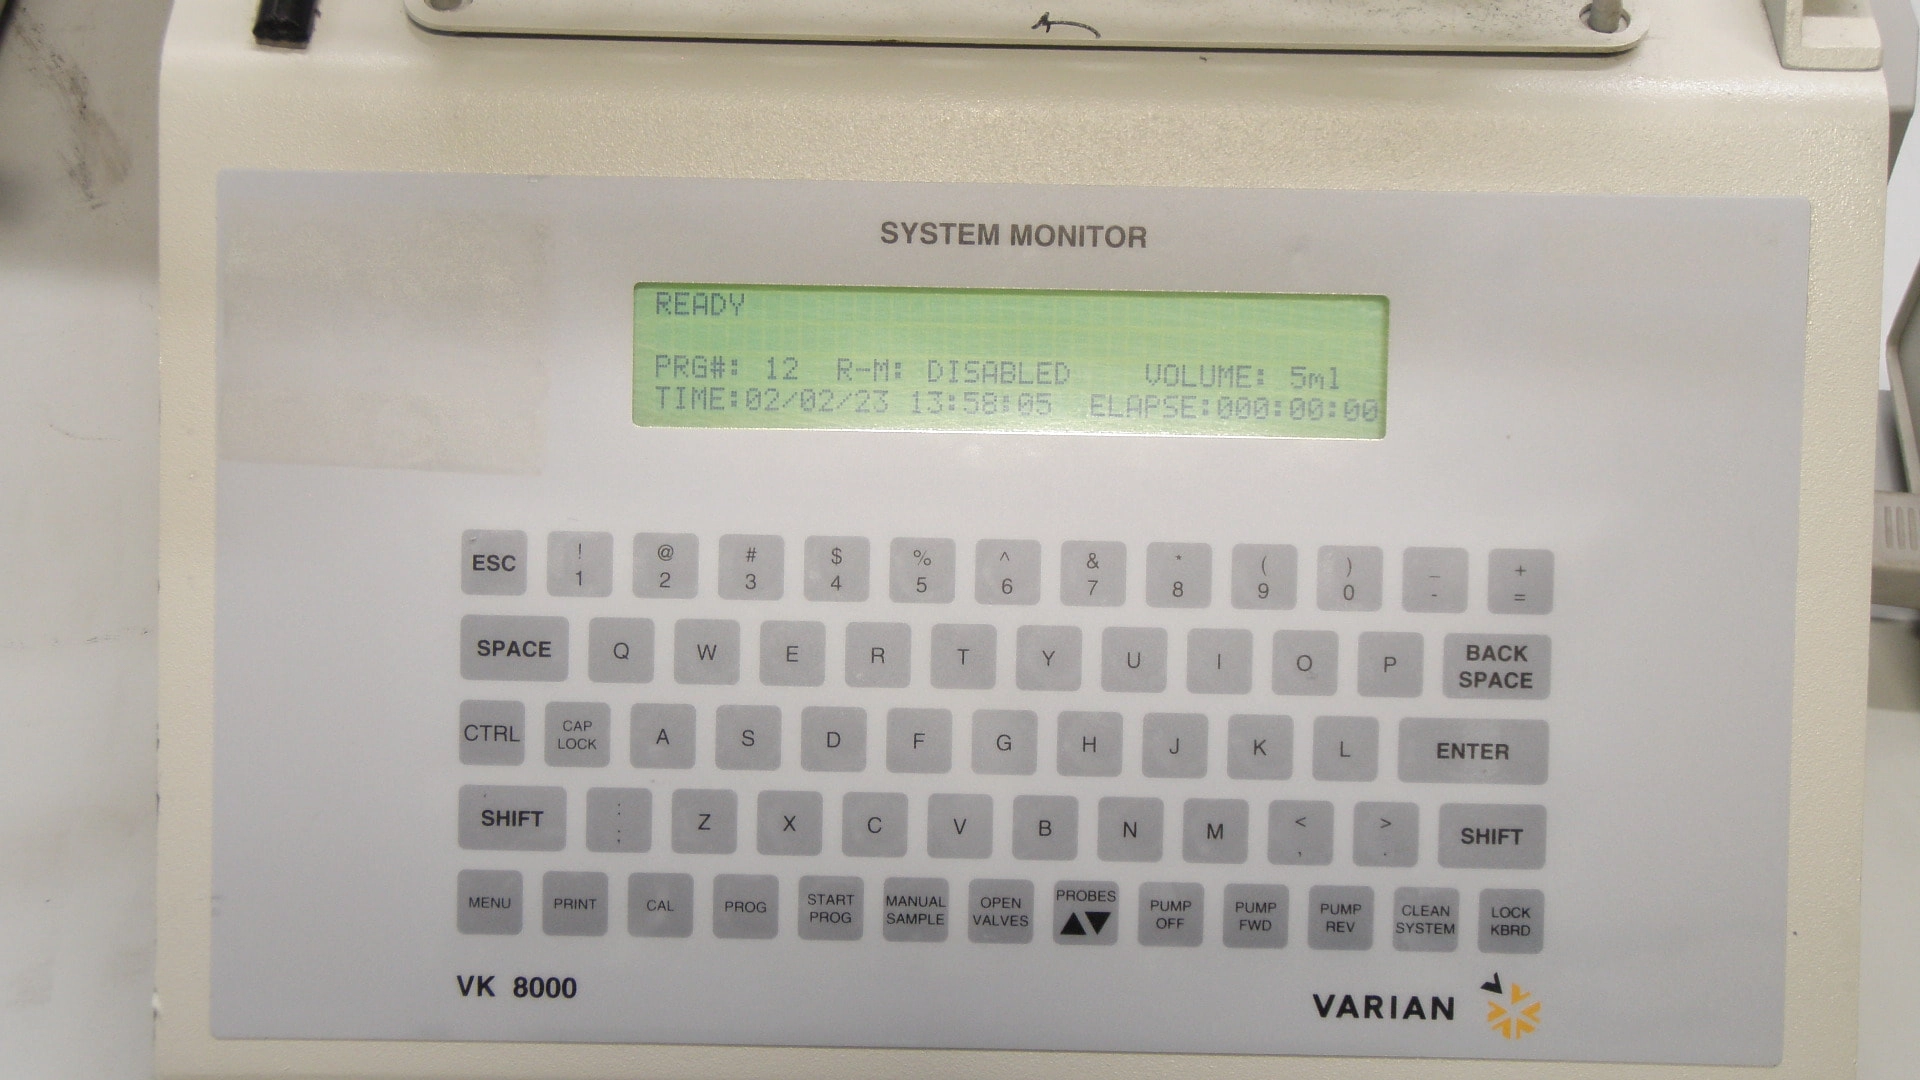 SYSTEM MONITOR
READY
PRG#: 12 R-M: DISABLED VOLUME: 5ml
TIME:02/02/23 13:58:05 ELAPSE:000:00:00
ESC ! 1 @ 2 # 3 $ 4 % 5 ^ 6 & 7 * 8 ( 9 ) 0 _ - + =
SPACE Q W E R T Y U I O P BACK SPACE
CTRL CAP LOCK A S D F G H J K L ENTER
SHIFT : ; Z X C V B N M < , > . SHIFT
MENU PRINT CAL PROG START PROG MANUAL SAMPLE OPEN VALVES PROBES ▲▼ PUMP OFF PUMP FWD PUMP REV CLEAN SYSTEM LOCK KBRD
VK 8000
VARIAN